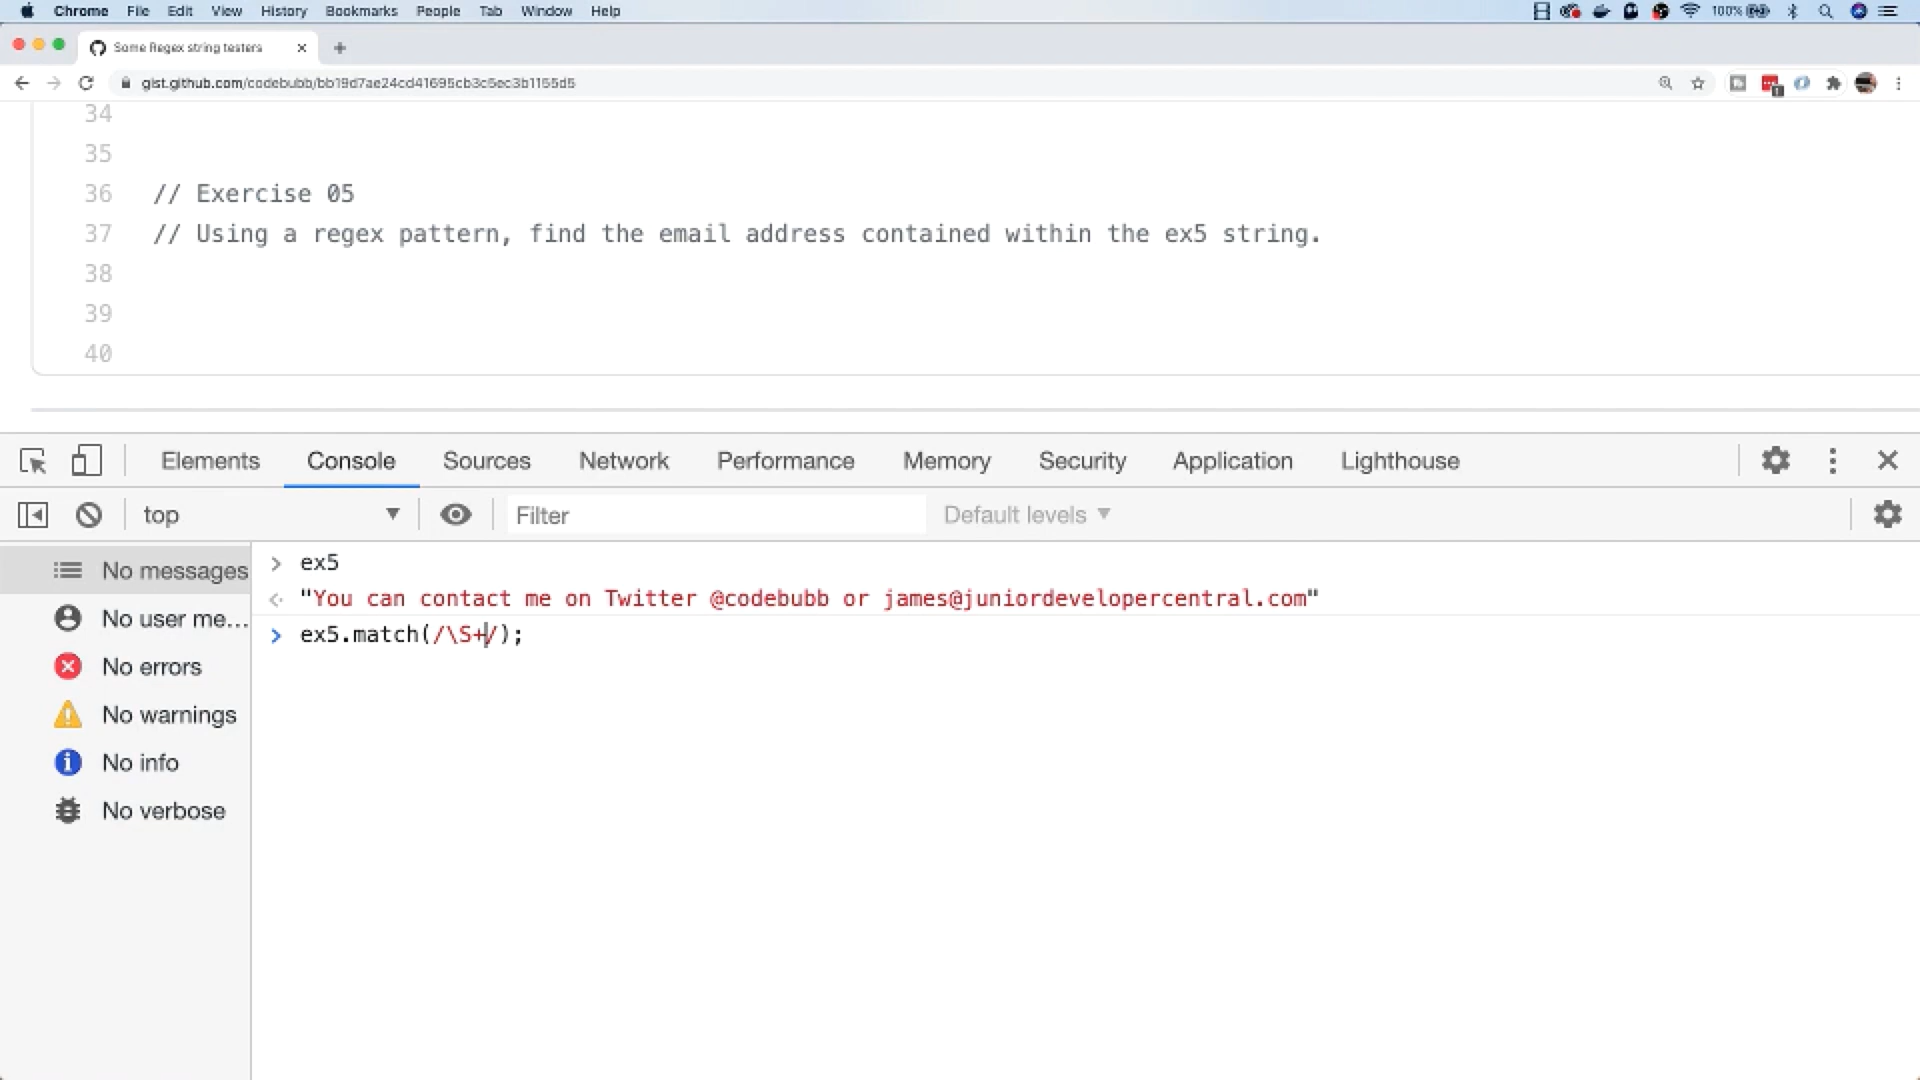 Chrome File Edit View History Bookmarks People Tab Window Help 100%
Some Regex string testers
gist.github.com/codebubb/bb19d7ae24cd41695cb3c5ec3b1155d5
34
35
36 // Exercise 05
37 // Using a regex pattern, find the email address contained within the ex5 string.
38
39
40
Elements Console Sources Network Performance Memory Security Application Lighthouse
top Filter Default levels
No messages
No user me...
No errors
No warnings
No info
No verbose
> ex5
"You can contact me on Twitter @codebubb or james@juniordevelopercentral.com"
> ex5.match(/\S+/);